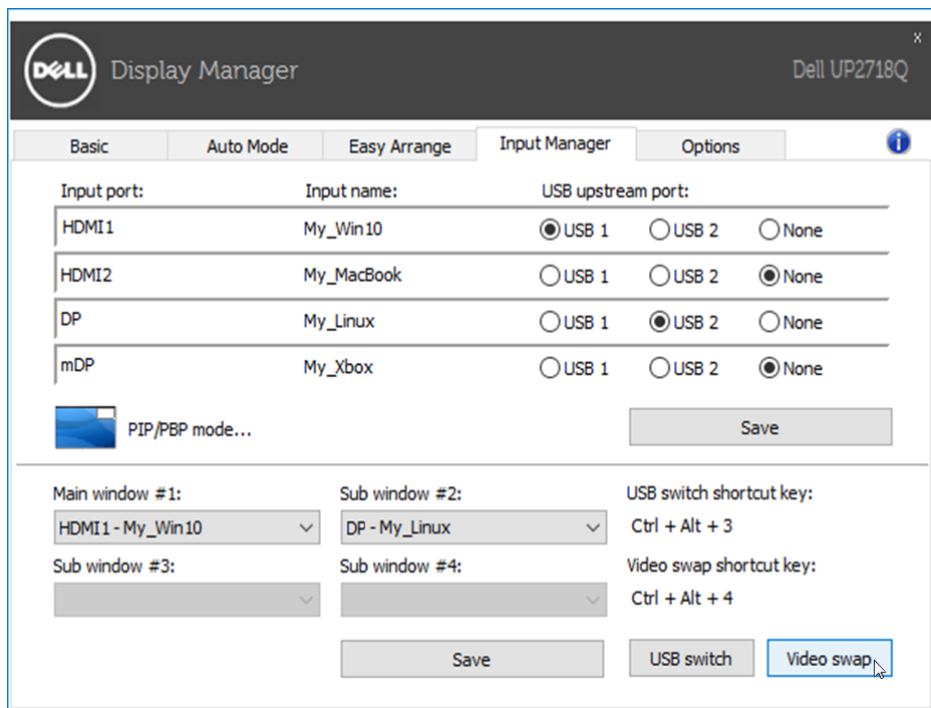 x
DELL Display Manager Dell UP2718Q
Basic Auto Mode Easy Arrange Input Manager Options i
Input port: Input name: USB upstream port:
HDMI1 My_Win10 USB 1 USB 2 None
HDMI2 My_MacBook USB 1 USB 2 None
DP My_Linux USB 1 USB 2 None
mDP My_Xbox USB 1 USB 2 None
PIP/PBP mode... Save
Main window #1: Sub window #2: USB switch shortcut key:
HDMI1 - My_Win10 DP - My_Linux Ctrl + Alt + 3
Sub window #3: Sub window #4: Video swap shortcut key:
Ctrl + Alt + 4
Save USB switch Video swap